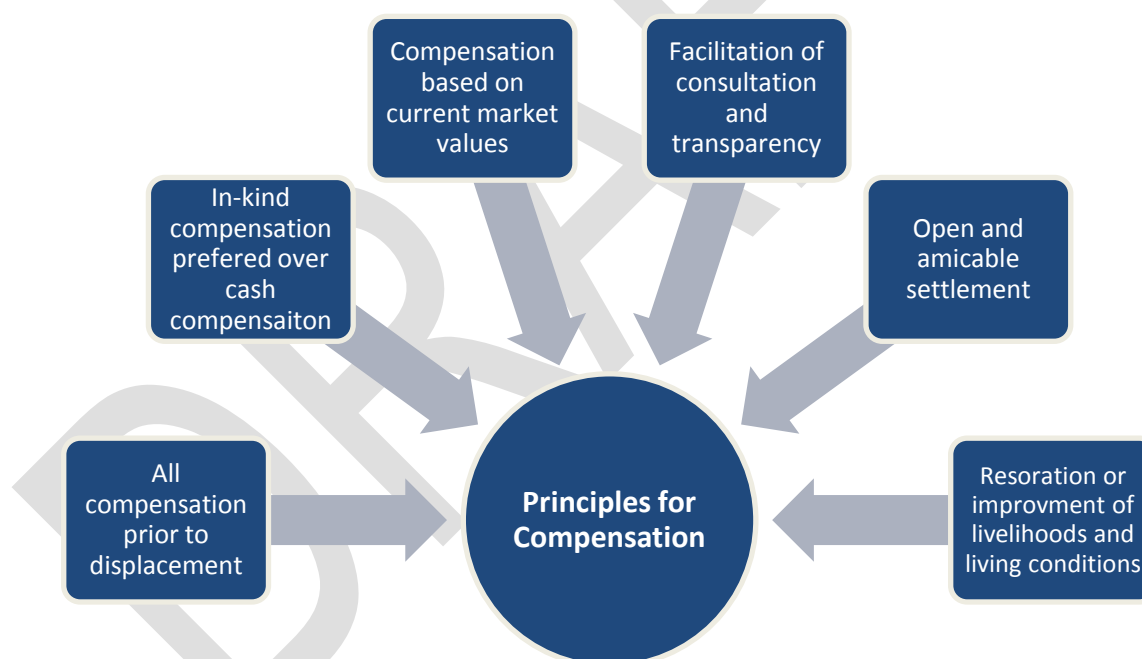 Compensation
based on
current market
values
Facilitation of
consultation
and
transparency
In-kind
compensation
prefered over
cash
compensaiton
Open and
amicable
settlement
All
compensation
prior to
displacement
Principles for
Compensation
Resoration or
improvment of
livelihoods and
living conditions
DRAFT